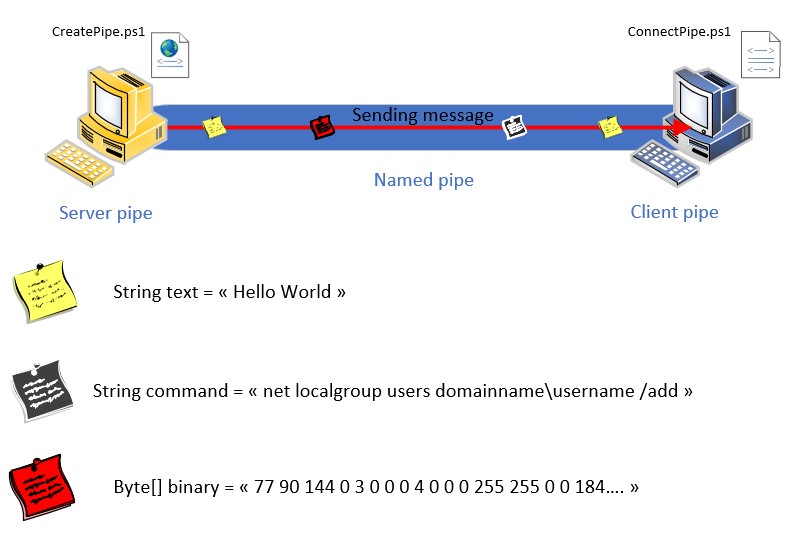 CreatePipe.ps1
ConnectPipe.ps1
Sending message
Named pipe
Server pipe
Client pipe
String text = « Hello World »
String command = « net localgroup users domainname\username /add »
Byte[] binary = « 77 90 144 0 3 0 0 0 4 0 0 0 255 255 0 0 184.... »